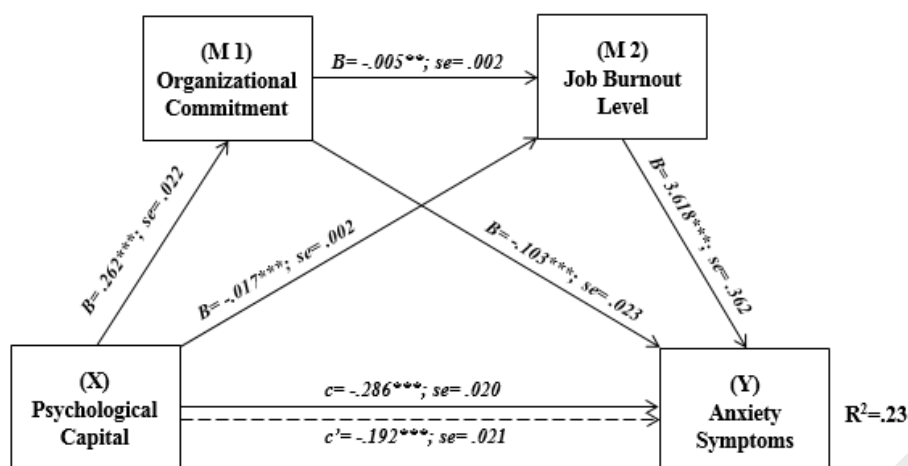 (M 1)
Organizational
Commitment
B= -.005**; se= .002
(M 2)
Job Burnout
Level
B= .262***; se= .022
B= -.017***; se= .002
B= -.103***; se= .023
B= 3.618***; se= .362
(X)
Psychological
Capital
c= -.286***; se= .020
c’= -.192***; se= .021
(Y)
Anxiety
Symptoms
R²=.23